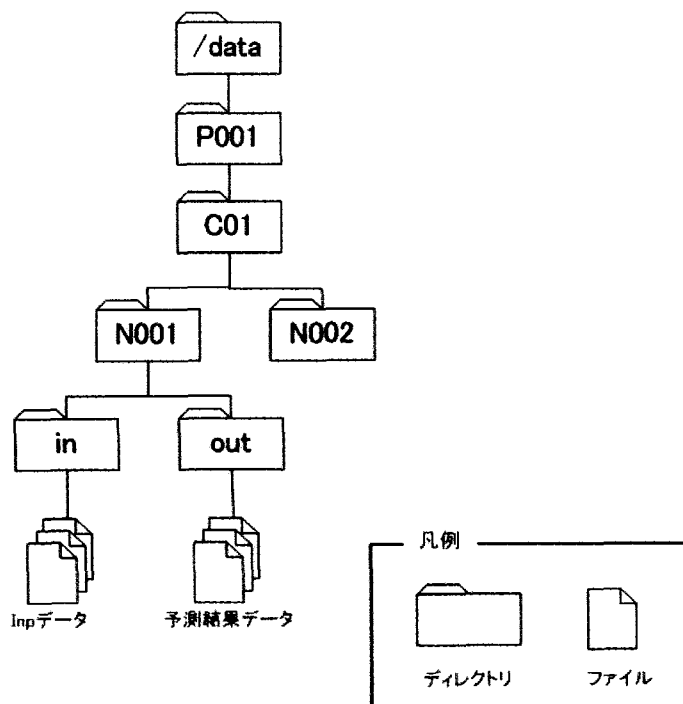 /data
P001
C01
N001
N002
in
out
Inpデータ
予測結果データ
凡例
ディレクトリ
ファイル